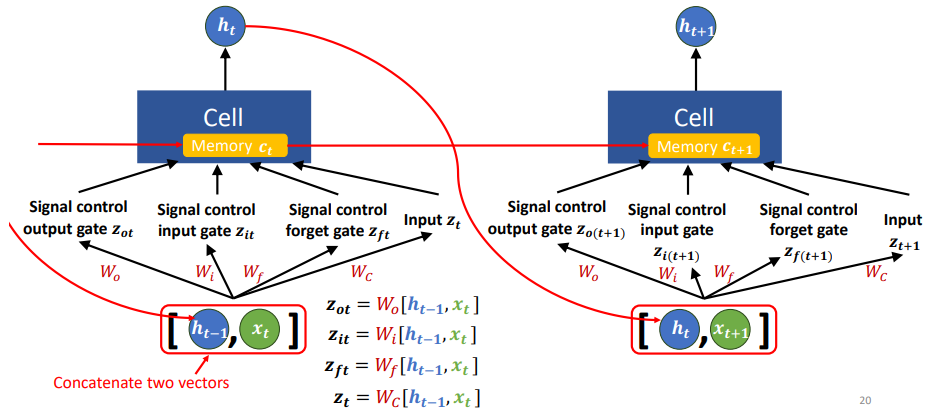 h_t
h_{t+1}
Cell
Memory c_t
Cell
Memory c_{t+1}
Signal control
output gate z_{ot}
Signal control
input gate z_{it}
Signal control
forget gate z_{ft}
Input z_t
Signal control
output gate z_{o(t+1)}
Signal control
input gate
z_{i(t+1)}
Signal control
forget gate
z_{f(t+1)}
Input
z_{t+1}
W_o
W_i
W_f
W_C
W_o
W_i
W_f
W_C
[h_{t−1}, x_t]
[h_t, x_{t+1}]
Concatenate two vectors
z_{ot} = W_o[h_{t−1}, x_t]
z_{it} = W_i[h_{t−1}, x_t]
z_{ft} = W_f[h_{t−1}, x_t]
z_t = W_C[h_{t−1}, x_t]
20